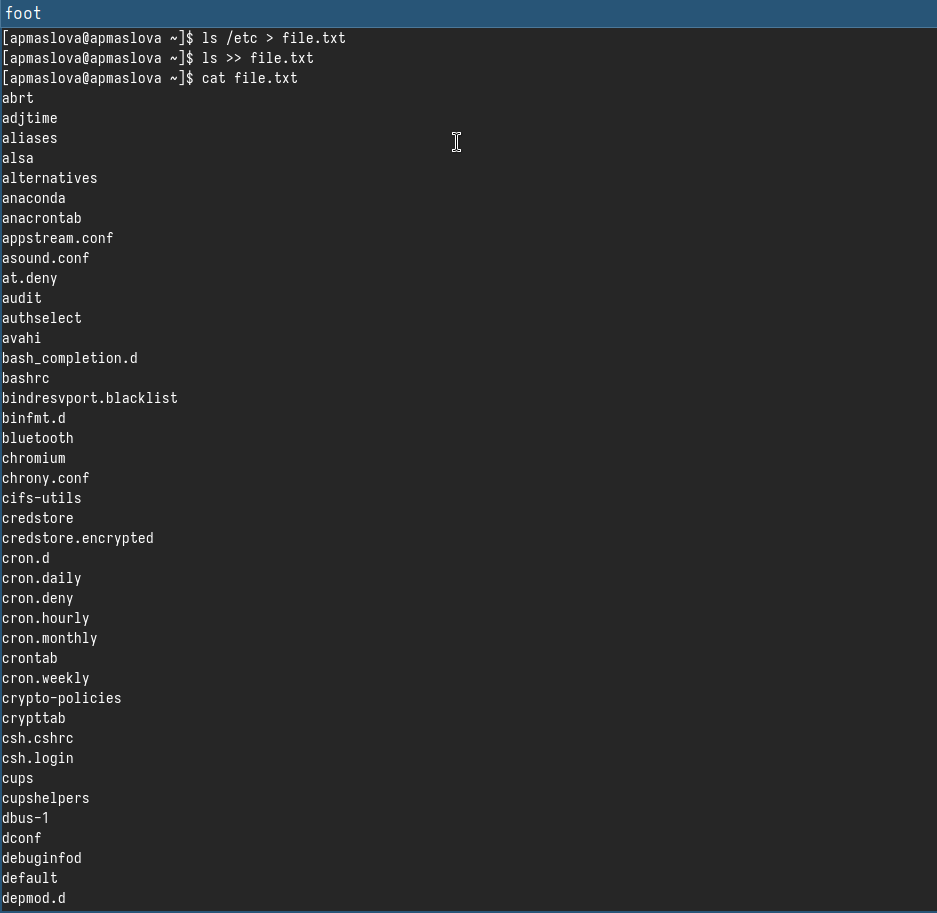 foot
[apmaslova@apmaslova ~]$ ls /etc > file.txt
[apmaslova@apmaslova ~]$ ls >> file.txt
[apmaslova@apmaslova ~]$ cat file.txt
abrt
adjtime
aliases
alsa
alternatives
anaconda
anacrontab
appstream.conf
asound.conf
at.deny
audit
authselect
avahi
bash_completion.d
bashrc
bindresvport.blacklist
binfmt.d
bluetooth
chromium
chrony.conf
cifs-utils
credstore
credstore.encrypted
cron.d
cron.daily
cron.deny
cron.hourly
cron.monthly
crontab
cron.weekly
crypto-policies
crypttab
csh.cshrc
csh.login
cups
cupshelpers
dbus-1
dconf
debuginfod
default
depmod.d